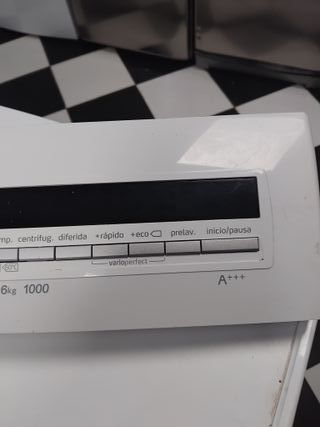 mp. centrifug. diferida +rápido +eco prelav. inicio/pausa
varioperfect
6kg 1000
A+++